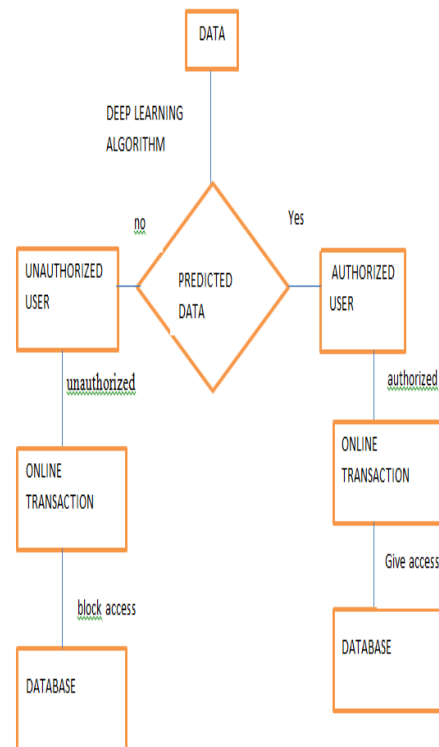 DATA
DEEP LEARNING
ALGORITHM
no
Yes
UNAUTHORIZED
USER
PREDICTED
DATA
AUTHORIZED
USER
unauthorized
authorized
ONLINE
TRANSACTION
ONLINE
TRANSACTION
block access
Give access
DATABASE
DATABASE